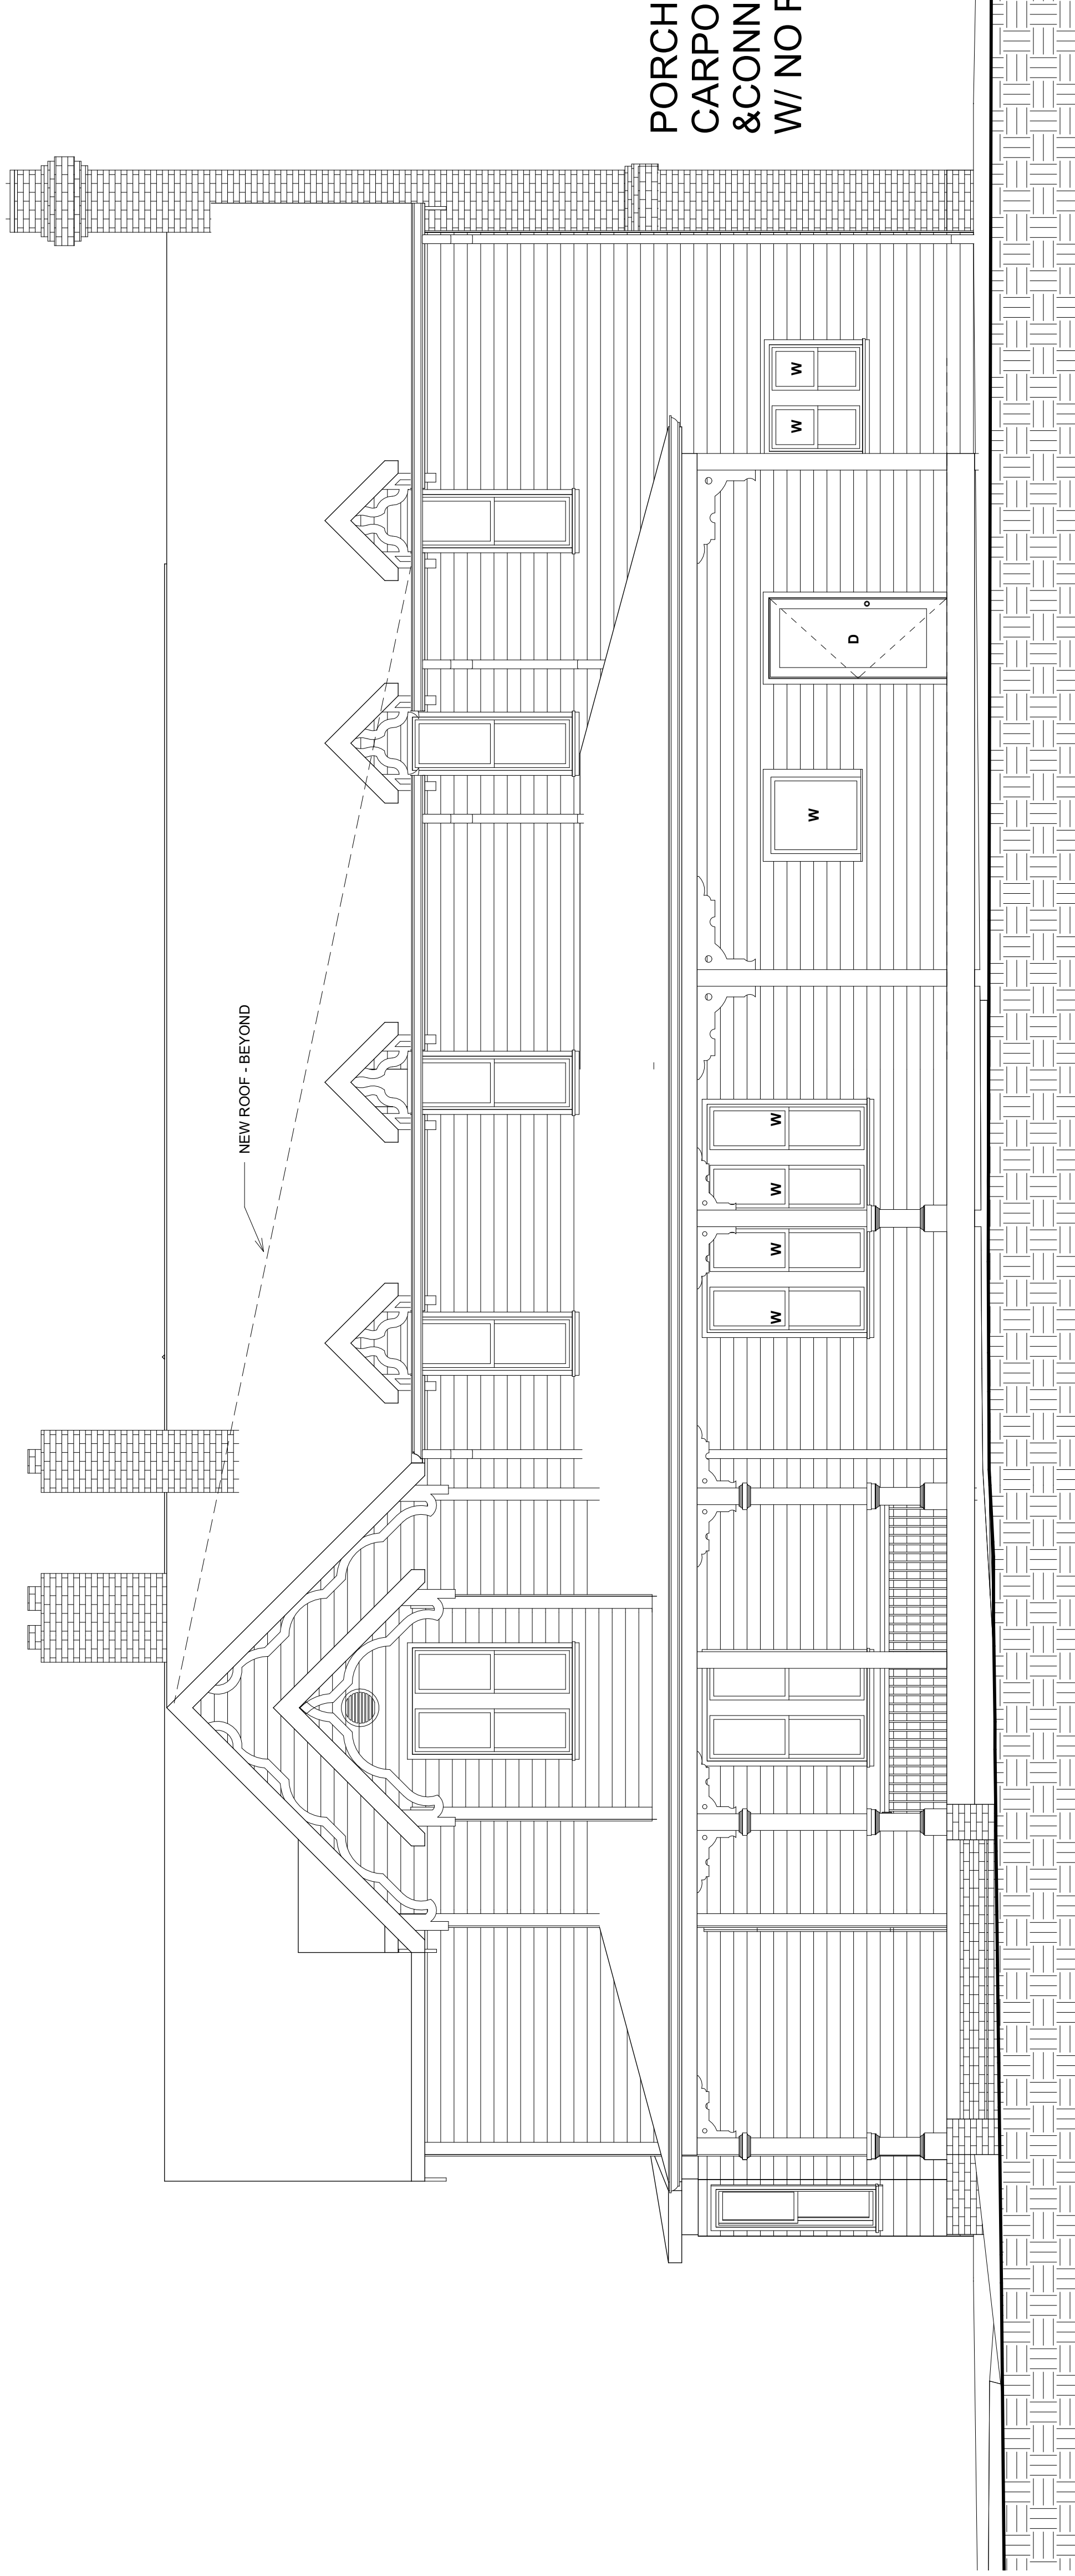 NEW ROOF - BEYOND
PORCH
CARPO
&CONN
W/ NO
W W W W
W
D
W W